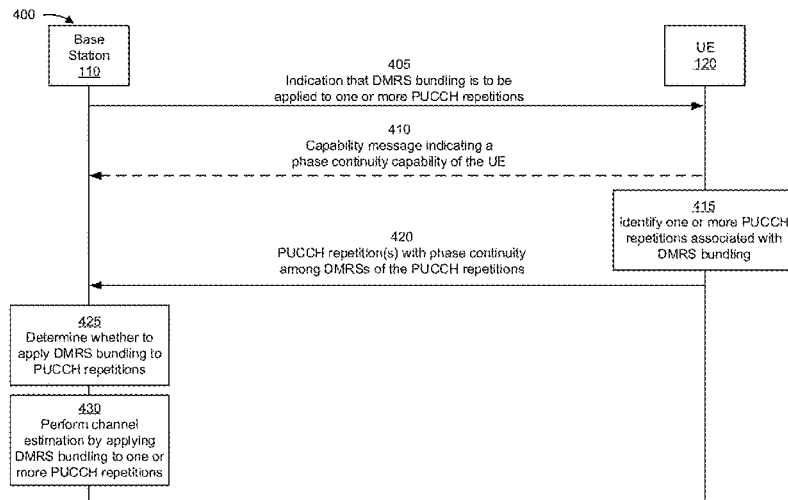 400
Base
Station
110
UE
120
405
Indication that DMRS bundling is to be
applied to one or more PUCCH repetitions
410
Capability message indicating a
phase continuity capability of the UE
415
Identify one or more PUCCH
repetitions associated with
DMRS bundling
420
PUCCH repetition(s) with phase continuity
among DMRSs of the PUCCH repetitions
425
Determine whether to
apply DMRS bundling to
PUCCH repetitions
430
Perform channel
estimation by applying
DMRS bundling to one or
more PUCCH repetitions